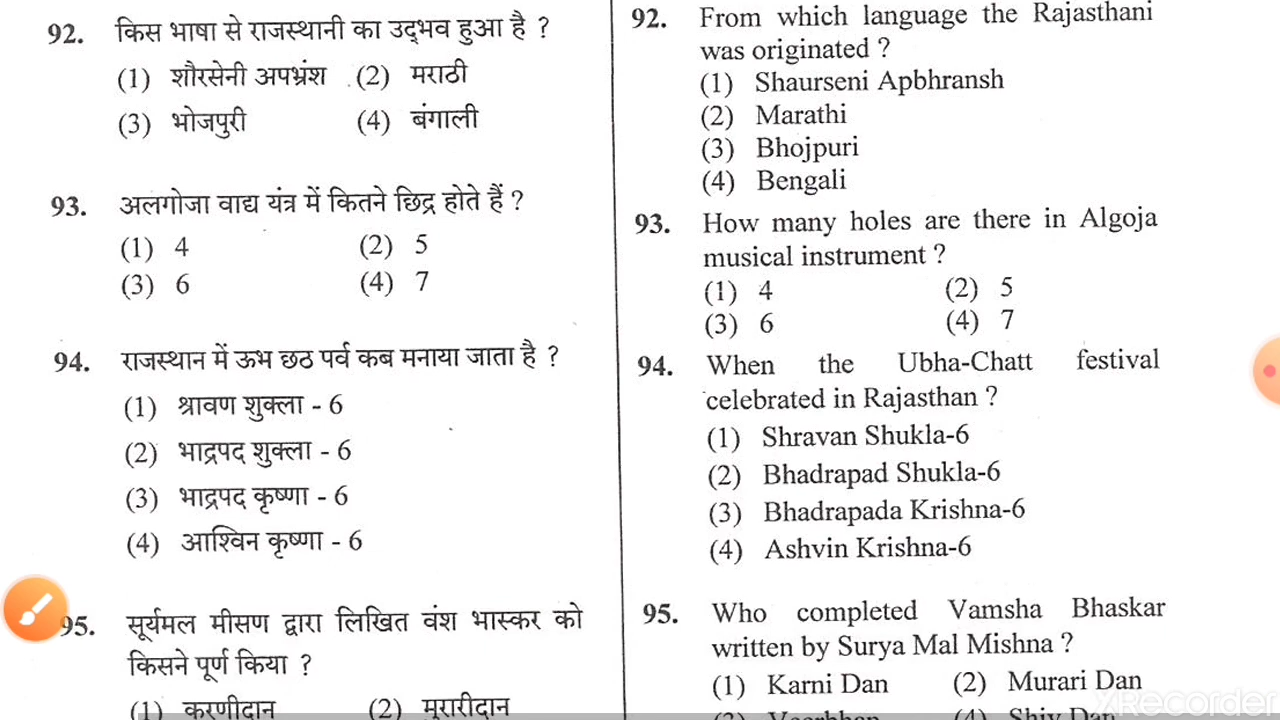 92. किस भाषा से राजस्थानी का उद्भव हुआ है ?
(1) शौरसेनी अपभ्रंश (2) मराठी
(3) भोजपुरी (4) बंगाली
93. अलगोजा वाद्य यंत्र में कितने छिद्र होते हैं ?
(1) 4 (2) 5
(3) 6 (4) 7
94. राजस्थान में ऊभ छठ पर्व कब मनाया जाता है ?
(1) श्रावण शुक्ला - 6
(2) भाद्रपद शुक्ला - 6
(3) भाद्रपद कृष्णा - 6
(4) आश्विन कृष्णा - 6
95. सूर्यमल मीसण द्वारा लिखित वंश भास्कर को
किसने पूर्ण किया ?
(1) करणीदान (2) मुरारीदान
92. From which language the Rajasthani
was originated ?
(1) Shaurseni Apbhransh
(2) Marathi
(3) Bhojpuri
(4) Bengali
93. How many holes are there in Algoja
musical instrument ?
(1) 4 (2) 5
(3) 6 (4) 7
94. When the Ubha-Chatt festival
celebrated in Rajasthan ?
(1) Shravan Shukla-6
(2) Bhadrapad Shukla-6
(3) Bhadrapada Krishna-6
(4) Ashvin Krishna-6
95. Who completed Vamsha Bhaskar
written by Surya Mal Mishna ?
(1) Karni Dan (2) Murari Dan
(4) Shiv Dan
XRecorder